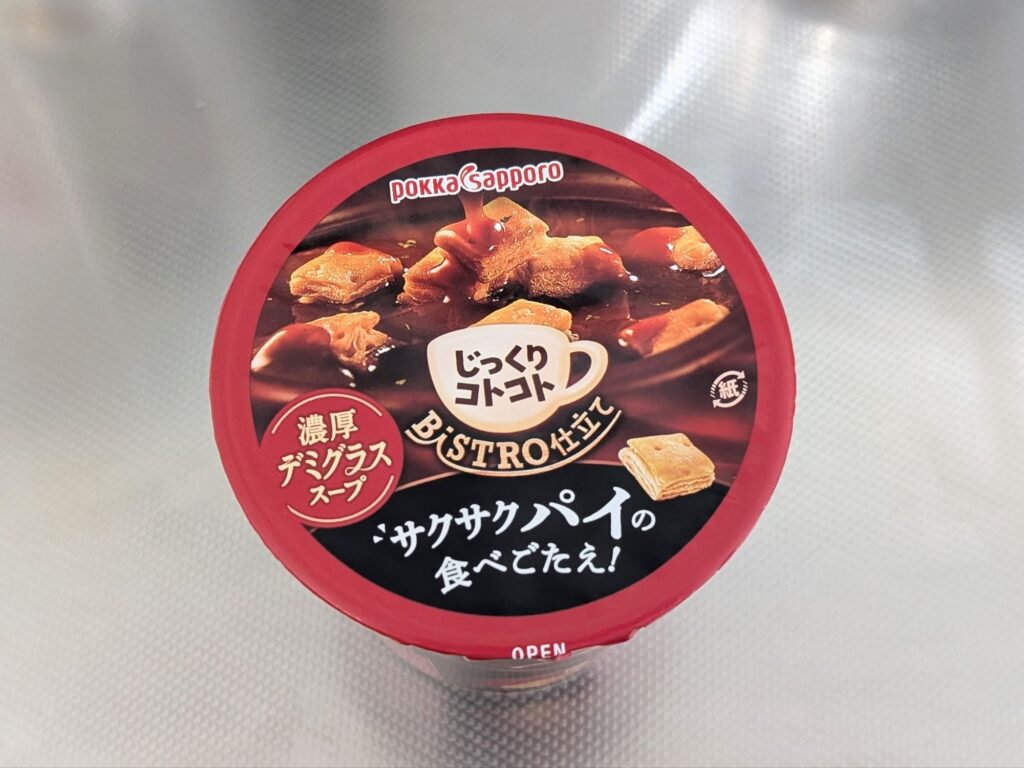 pokka sapporo
じっくり
コトコト
BiSTRO仕立て
紙
濃厚
デミグラス
スープ
サクサクパイの
食べごたえ!
OPEN